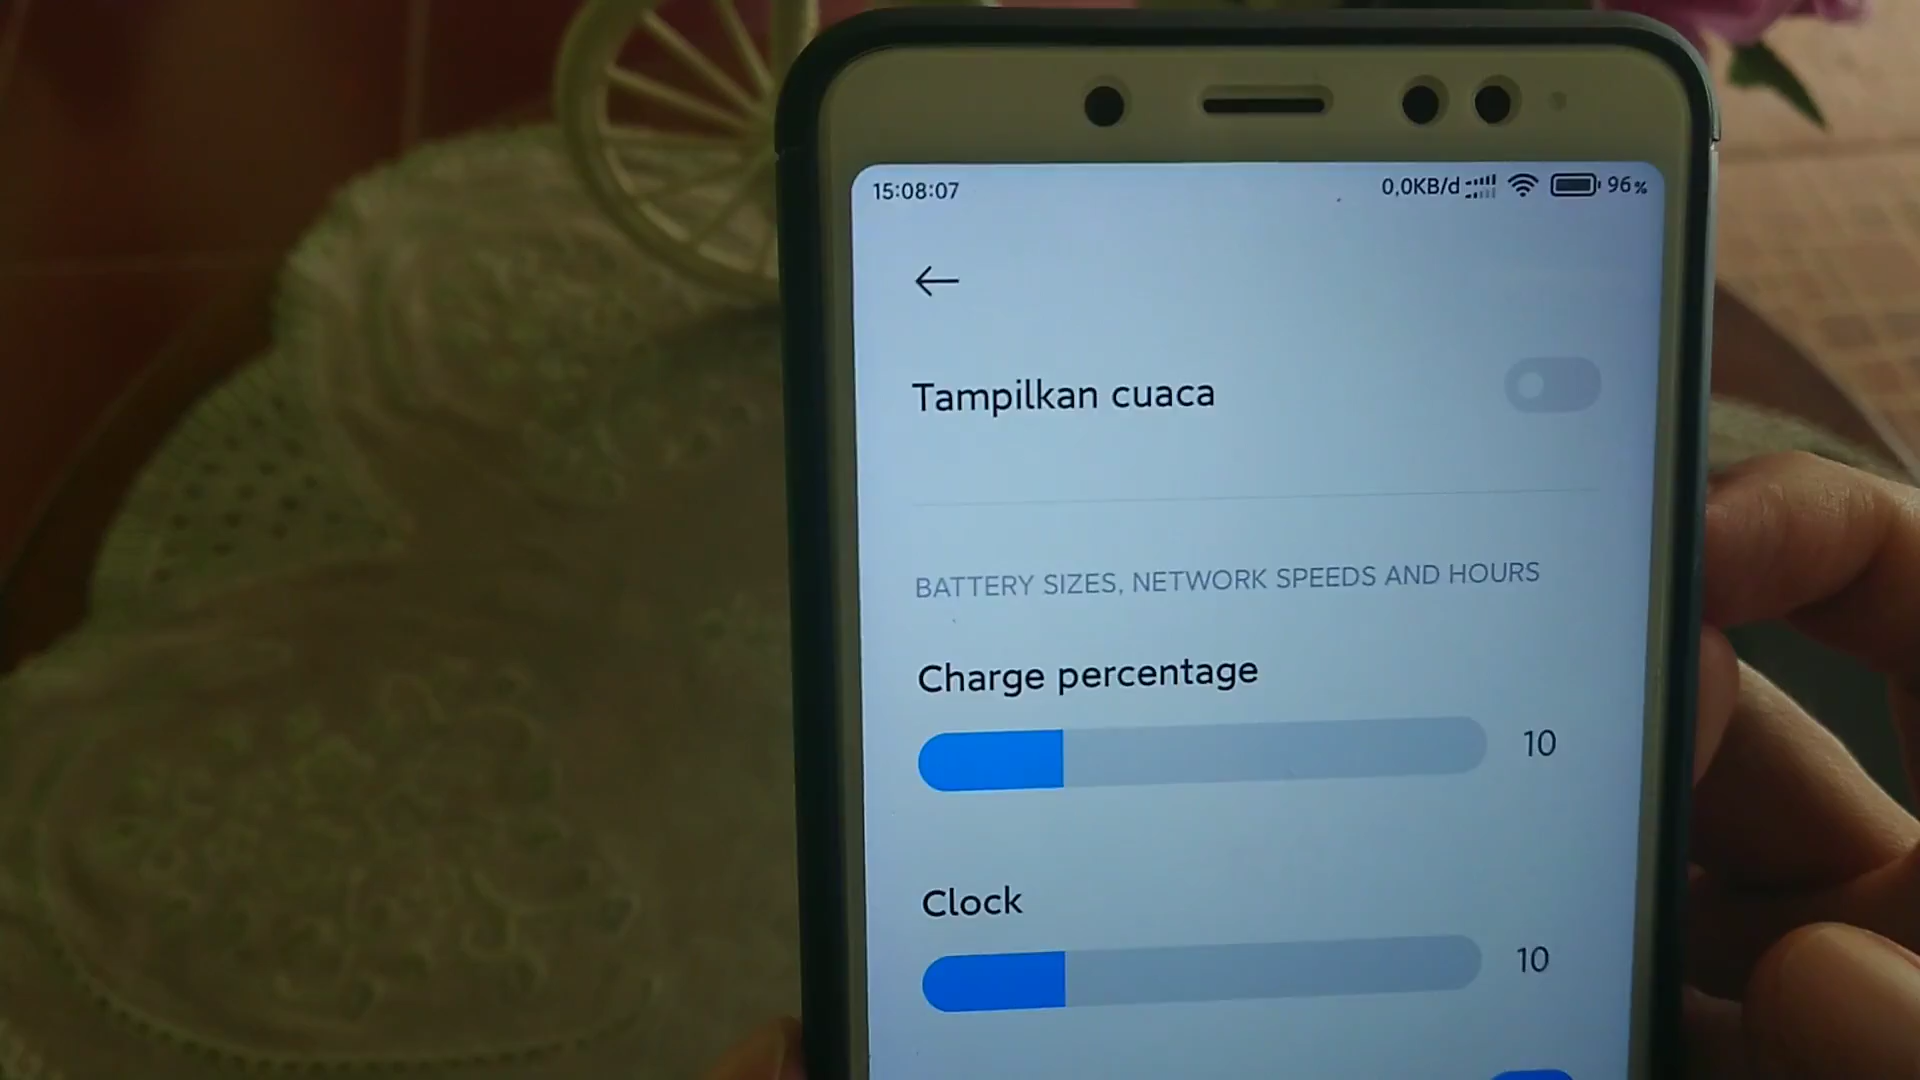 15:08:07 0,0KB/d 96%
Tampilkan cuaca
BATTERY SIZES, NETWORK SPEEDS AND HOURS
Charge percentage
10
Clock
10